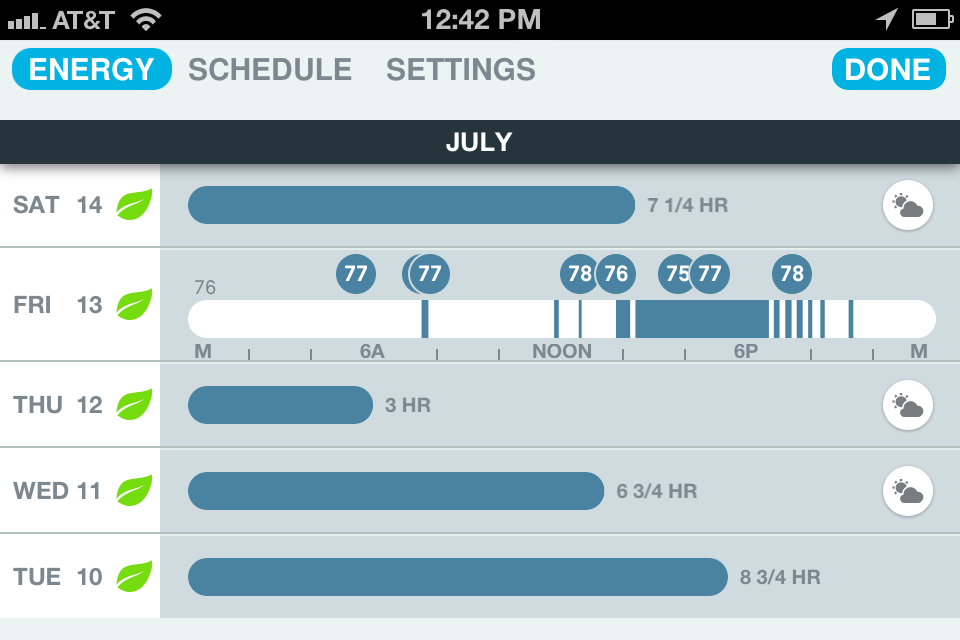 AT&T 12:42 PM
ENERGY SCHEDULE SETTINGS DONE
JULY
SAT 14 7 1/4 HR
77 77 78 76 75 77 78
76
FRI 13
M 6A NOON 6P M
THU 12 3 HR
WED 11 6 3/4 HR
TUE 10 8 3/4 HR